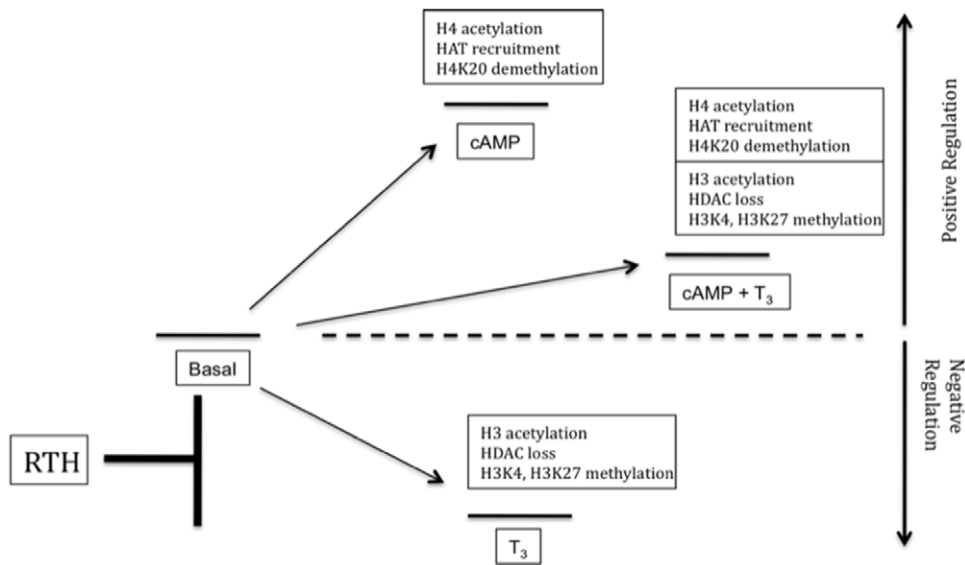 H4 acetylation
HAT recruitment
H4K20 demethylation
cAMP
H4 acetylation
HAT recruitment
H4K20 demethylation
H3 acetylation
HDAC loss
H3K4, H3K27 methylation
cAMP + T₃
Positive Regulation
Basal
Negative
Regulation
RTH
H3 acetylation
HDAC loss
H3K4, H3K27 methylation
T₃